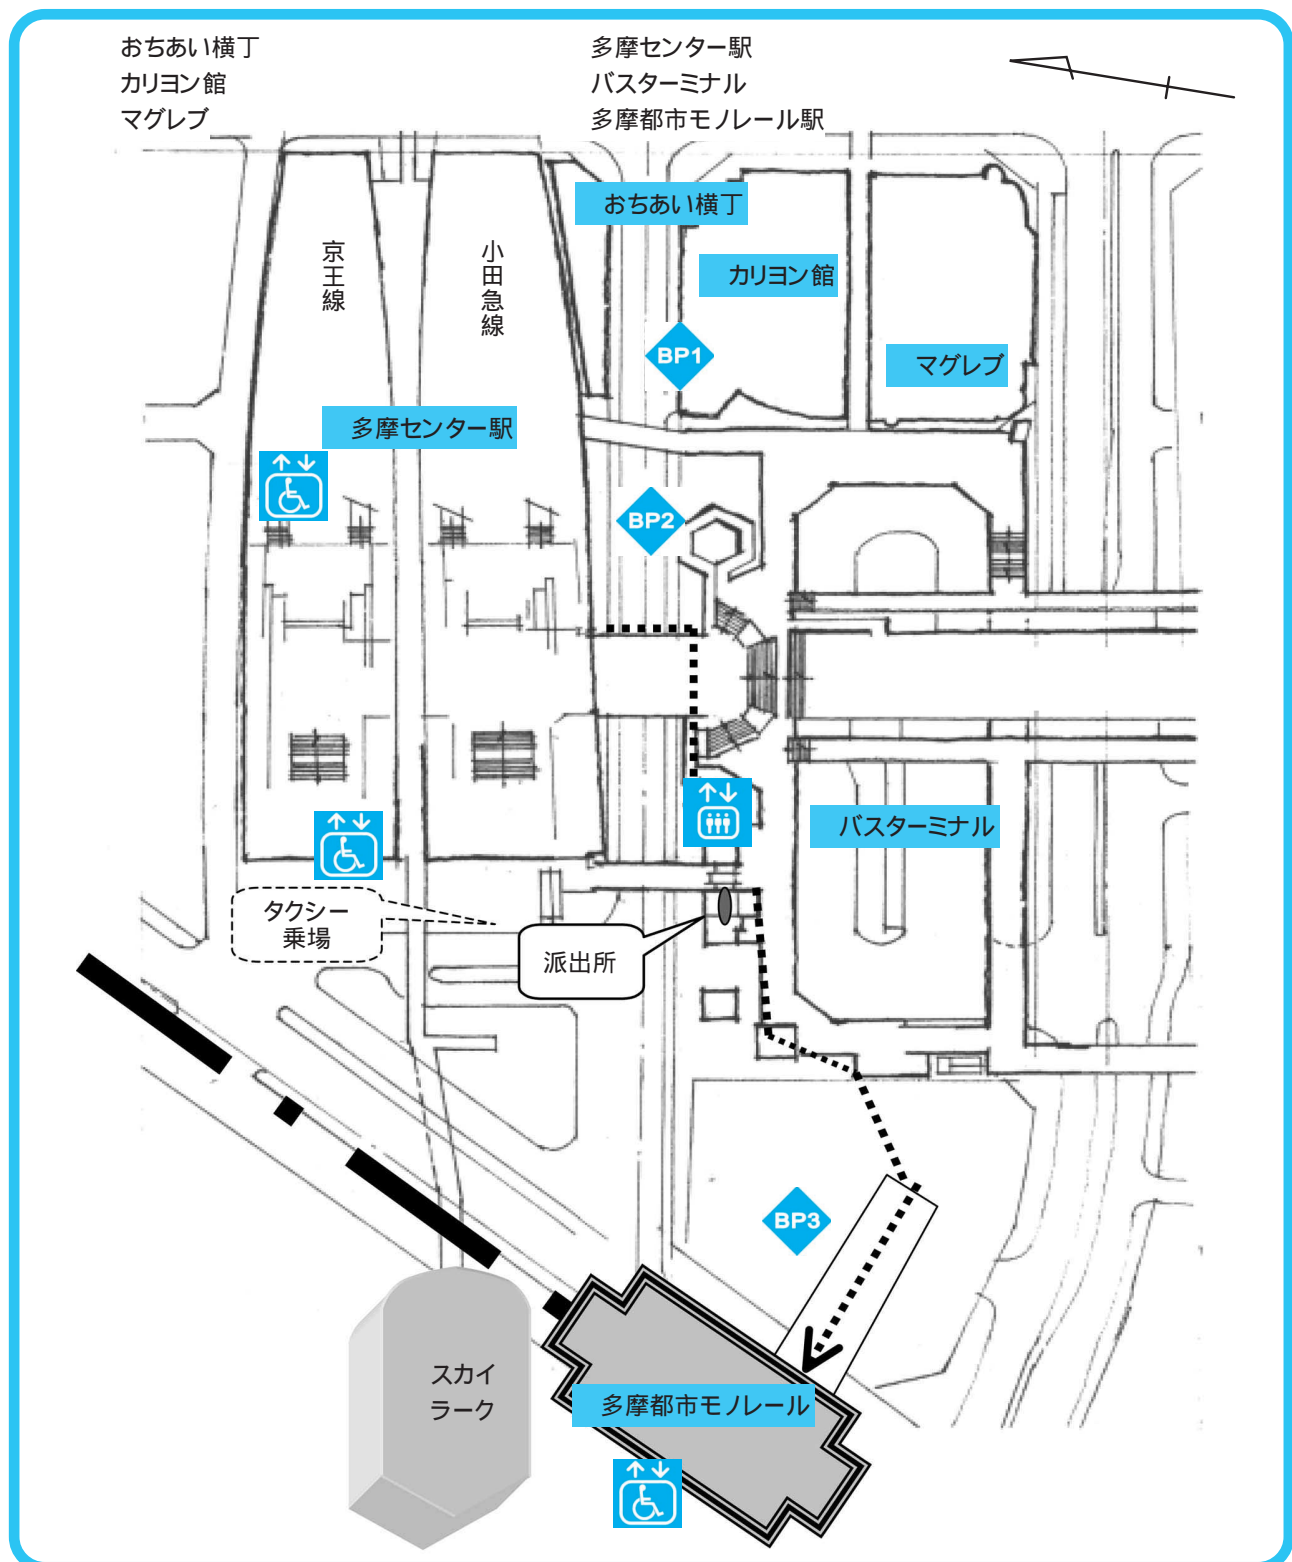 おちあい横丁
カリヨン館
マグレブ
多摩センター駅
バスターミナル
多摩都市モノレール駅
おちあい横丁
京王線
小田急線
カリヨン館
BP1
マグレブ
多摩センター駅
BP2
バスターミナル
タクシー
乗場
派出所
BP3
スカイ
ラーク
多摩都市モノレール